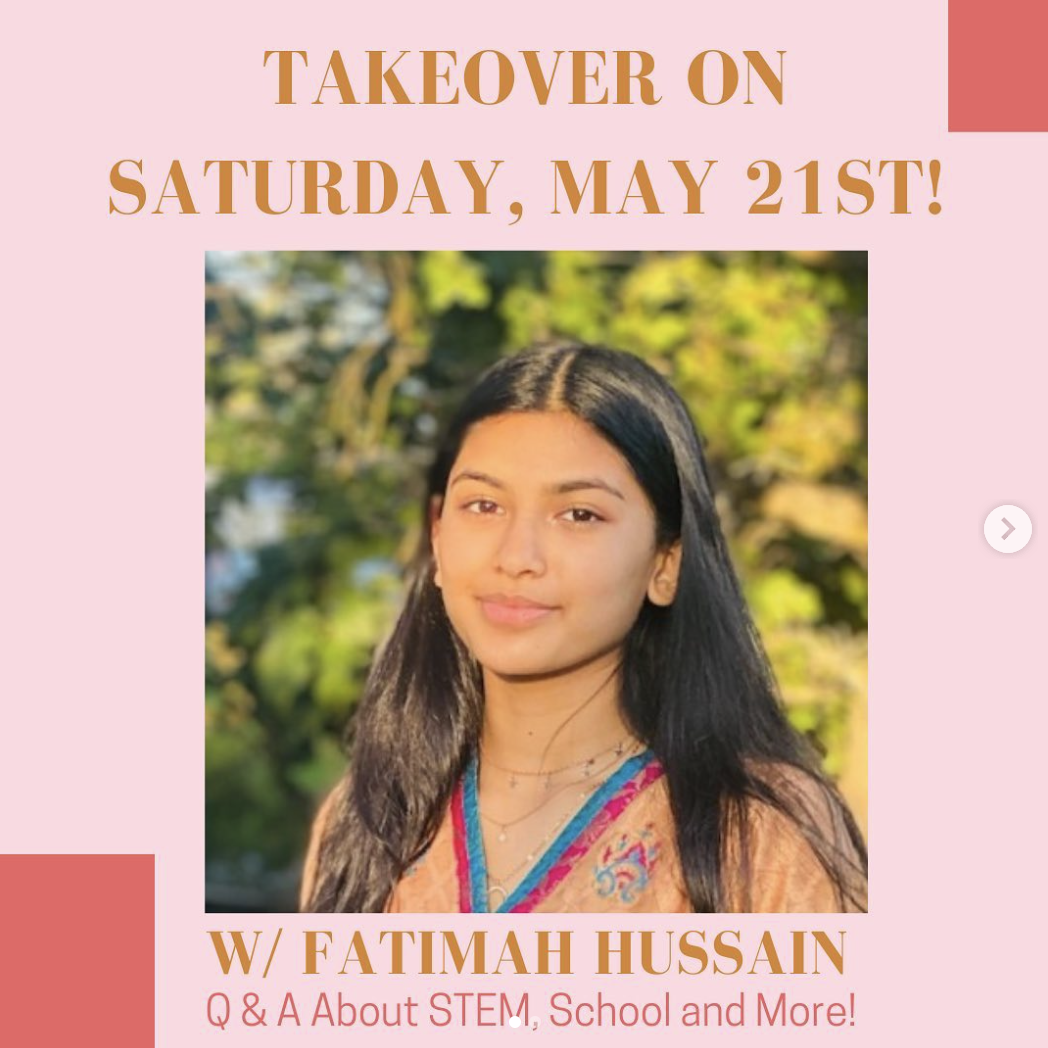 TAKEOVER ON
SATURDAY, MAY 21ST!
W/ FATIMAH HUSSAIN
Q & A About STEM, School and More!